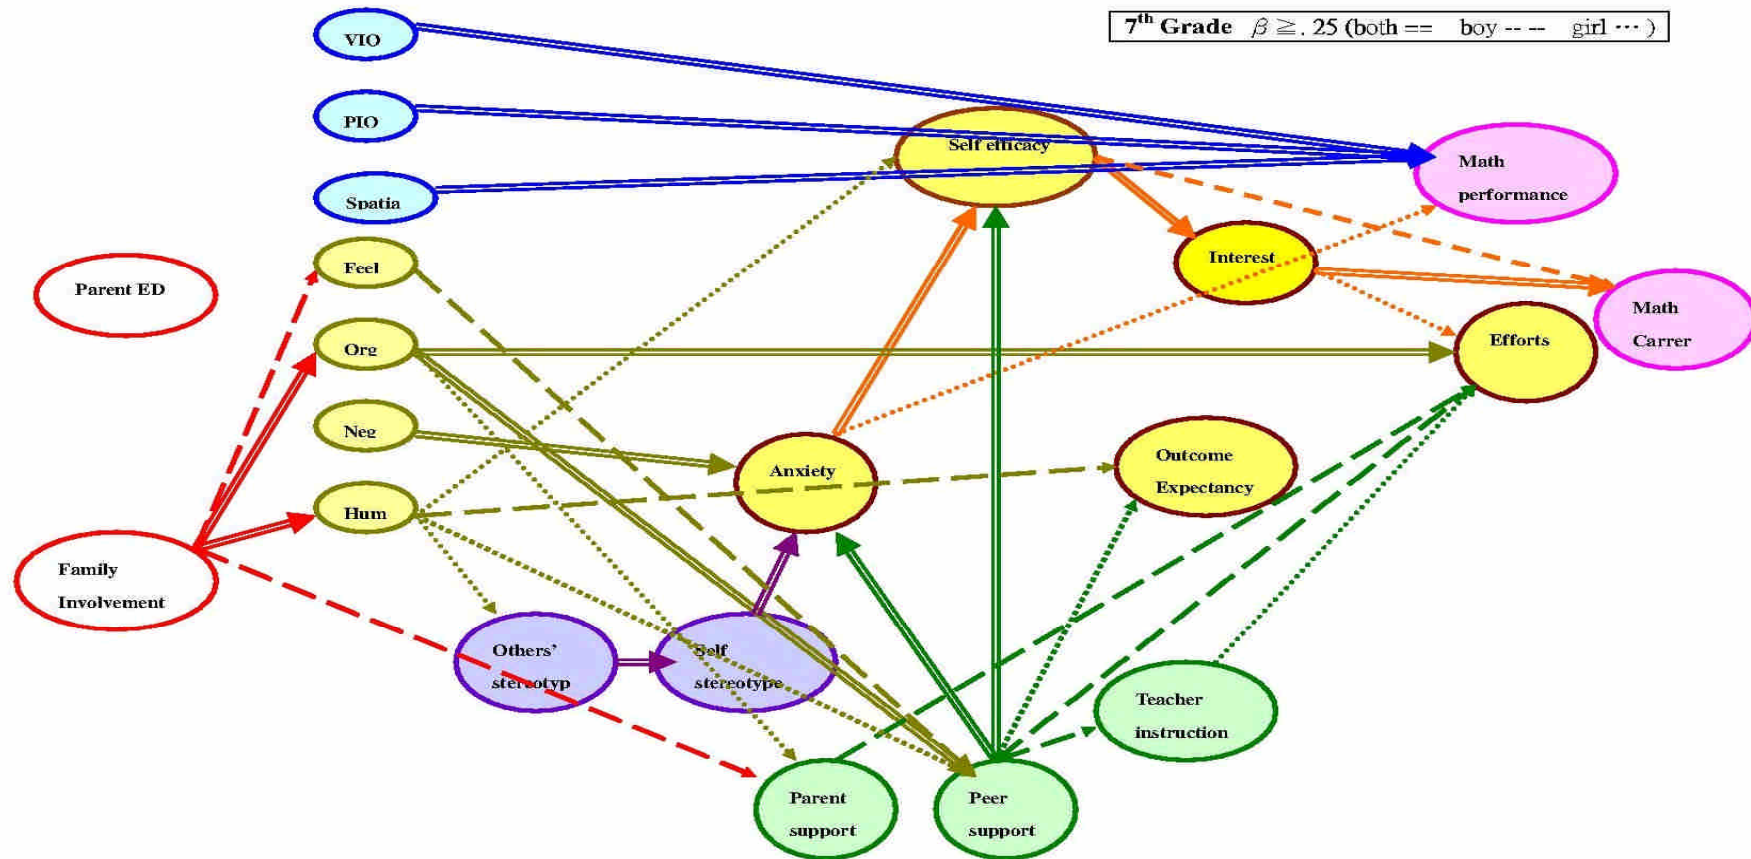 7th Grade β ≧. 25 (both == boy -- -- girl ··· )
VIO
PIO
Spatia
Feel
Org
Neg
Hum
Parent ED
Family
Involvement
Self efficacy
Interest
Math
performance
Math
Carrer
Efforts
Anxiety
Outcome
Expectancy
Others’
stereotyp
Self
stereotype
Teacher
instruction
Parent
support
Peer
support